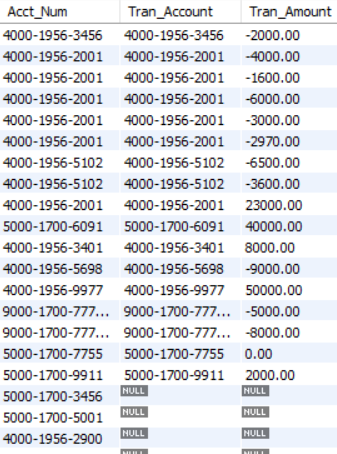 Acct_Num Tran_Account Tran_Amount
4000-1956-3456 4000-1956-3456 -2000.00
4000-1956-2001 4000-1956-2001 -4000.00
4000-1956-2001 4000-1956-2001 -1600.00
4000-1956-2001 4000-1956-2001 -6000.00
4000-1956-2001 4000-1956-2001 -3000.00
4000-1956-2001 4000-1956-2001 -2970.00
4000-1956-5102 4000-1956-5102 -6500.00
4000-1956-5102 4000-1956-5102 -3600.00
4000-1956-2001 4000-1956-2001 23000.00
5000-1700-6091 5000-1700-6091 40000.00
4000-1956-3401 4000-1956-3401 8000.00
4000-1956-5698 4000-1956-5698 -9000.00
4000-1956-9977 4000-1956-9977 50000.00
9000-1700-777... 9000-1700-777... -5000.00
9000-1700-777... 9000-1700-777... -8000.00
5000-1700-7755 5000-1700-7755 0.00
5000-1700-9911 5000-1700-9911 2000.00
5000-1700-3456 NULL NULL
5000-1700-5001 NULL NULL
4000-1956-2900 NULL NULL